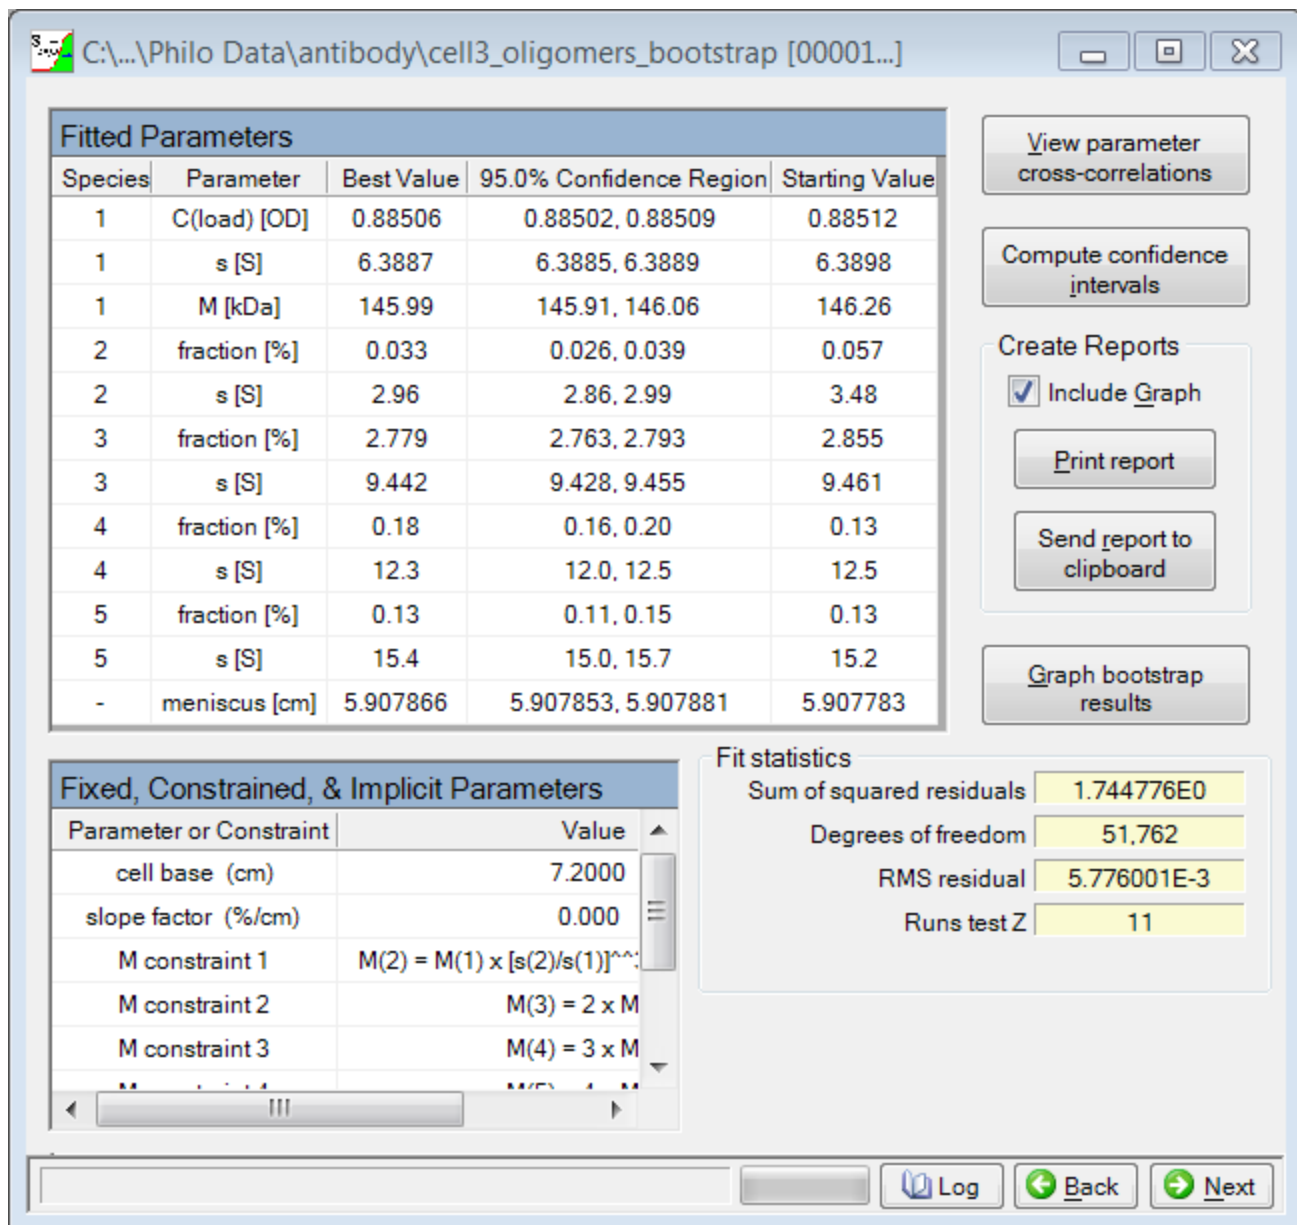 C:\...\Philo Data\antibody\cell3_oligomers_bootstrap [00001...]
Fitted Parameters
Species Parameter Best Value 95.0% Confidence Region Starting Value
1 C(load) [OD] 0.88506 0.88502, 0.88509 0.88512
1 s [S] 6.3887 6.3885, 6.3889 6.3898
1 M [kDa] 145.99 145.91, 146.06 146.26
2 fraction [%] 0.033 0.026, 0.039 0.057
2 s [S] 2.96 2.86, 2.99 3.48
3 fraction [%] 2.779 2.763, 2.793 2.855
3 s [S] 9.442 9.428, 9.455 9.461
4 fraction [%] 0.18 0.16, 0.20 0.13
4 s [S] 12.3 12.0, 12.5 12.5
5 fraction [%] 0.13 0.11, 0.15 0.13
5 s [S] 15.4 15.0, 15.7 15.2
- meniscus [cm] 5.907866 5.907853, 5.907881 5.907783
View parameter
cross-correlations
Compute confidence
intervals
Create Reports
Include Graph
Print report
Send report to
clipboard
Graph bootstrap
results
Fixed, Constrained, & Implicit Parameters
Parameter or Constraint Value
cell base (cm) 7.2000
slope factor (%/cm) 0.000
M constraint 1 M(2) = M(1) x [s(2)/s(1)]^^
M constraint 2 M(3) = 2 x M
M constraint 3 M(4) = 3 x M
Fit statistics
Sum of squared residuals 1.744776E0
Degrees of freedom 51,762
RMS residual 5.776001E-3
Runs test Z 11
Log
Back
Next